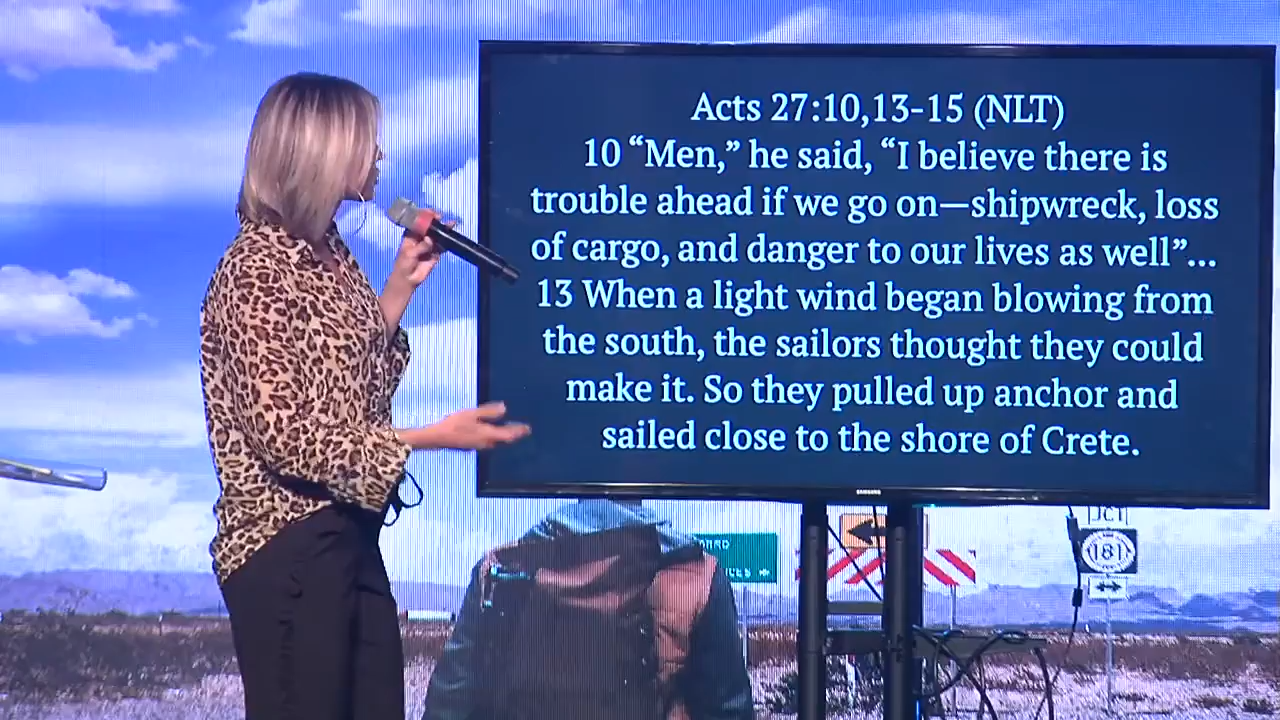 Acts 27:10,13-15 (NLT)
10 “Men,” he said, “I believe there is
trouble ahead if we go on—shipwreck, loss
of cargo, and danger to our lives as well”...
13 When a light wind began blowing from
the south, the sailors thought they could
make it. So they pulled up anchor and
sailed close to the shore of Crete.
SAMSUNG
JCT
181